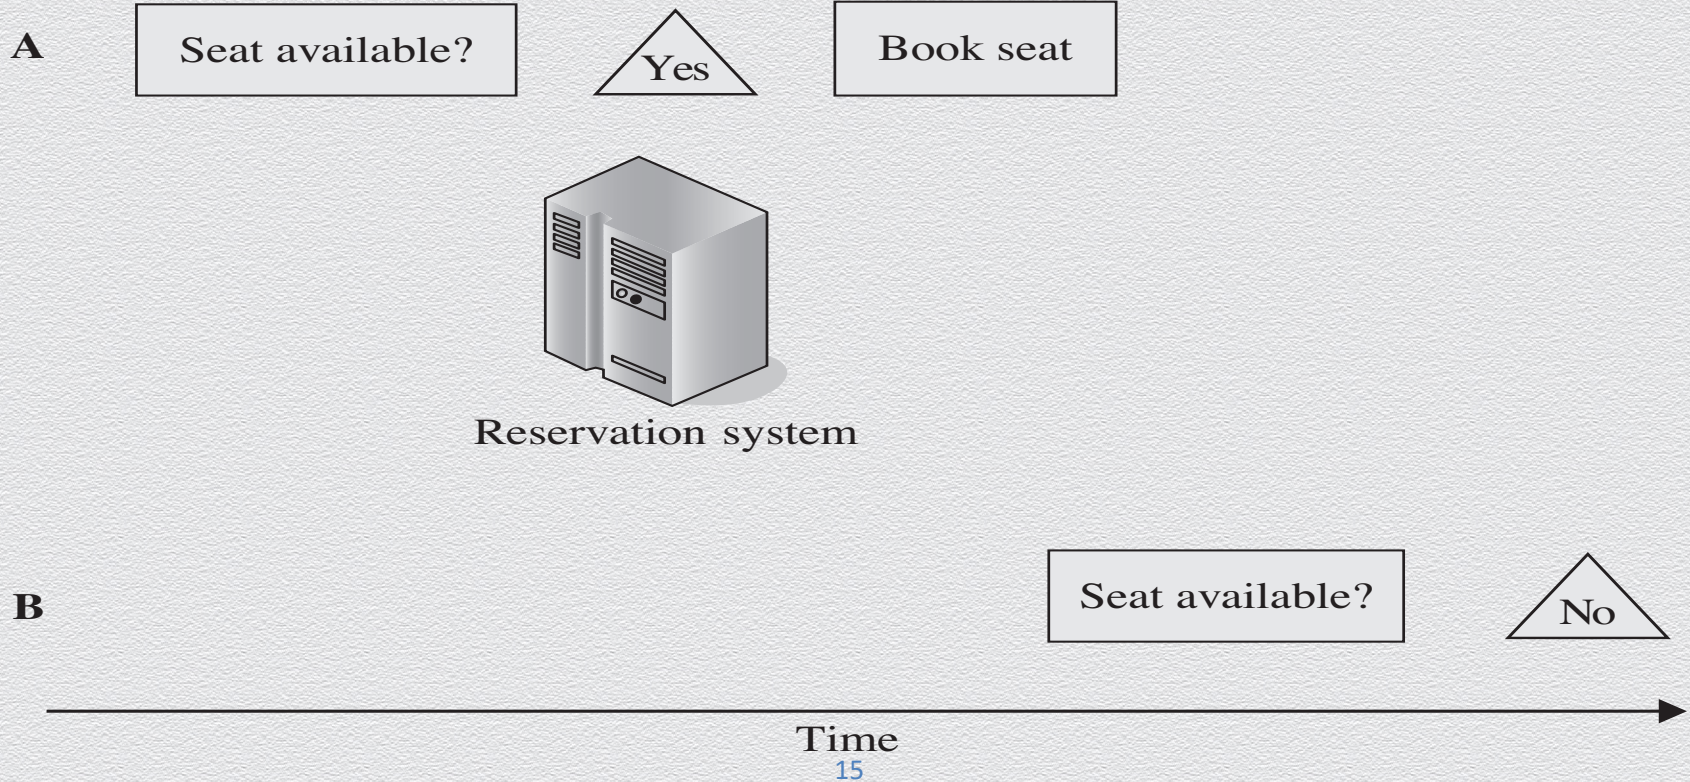 A Seat available? Yes Book seat
Reservation system
B Seat available? No
Time
15